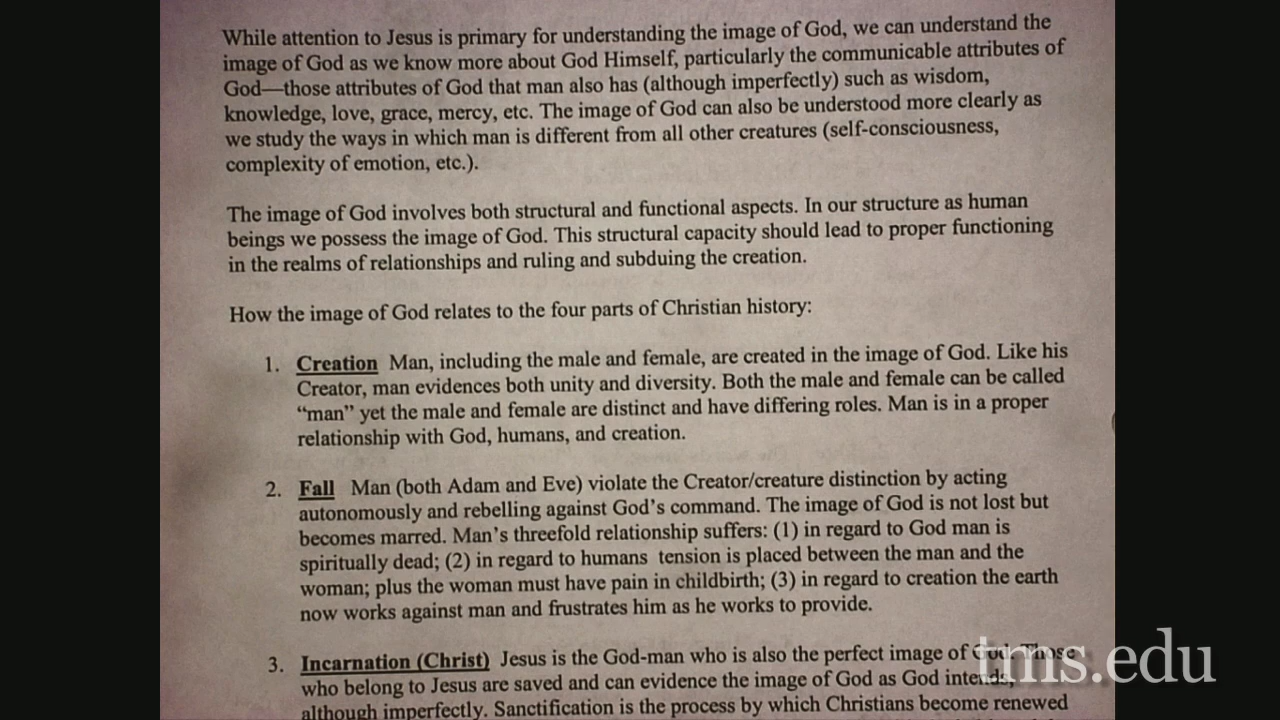 While attention to Jesus is primary for understanding the image of God, we can understand the
image of God as we know more about God Himself, particularly the communicable attributes of
God—those attributes of God that man also has (although imperfectly) such as wisdom,
knowledge, love, grace, mercy, etc. The image of God can also be understood more clearly as
we study the ways in which man is different from all other creatures (self-consciousness,
complexity of emotion, etc.).
The image of God involves both structural and functional aspects. In our structure as human
beings we possess the image of God. This structural capacity should lead to proper functioning
in the realms of relationships and ruling and subduing the creation.
How the image of God relates to the four parts of Christian history:
1. Creation Man, including the male and female, are created in the image of God. Like his
Creator, man evidences both unity and diversity. Both the male and female can be called
“man” yet the male and female are distinct and have differing roles. Man is in a proper
relationship with God, humans, and creation.
2. Fall Man (both Adam and Eve) violate the Creator/creature distinction by acting
autonomously and rebelling against God’s command. The image of God is not lost but
becomes marred. Man’s threefold relationship suffers: (1) in regard to God man is
spiritually dead; (2) in regard to humans tension is placed between the man and the
woman; plus the woman must have pain in childbirth; (3) in regard to creation the earth
now works against man and frustrates him as he works to provide.
3. Incarnation (Christ) Jesus is the God-man who is also the perfect image of God. Those
who belong to Jesus are saved and can evidence the image of God as God intends,
although imperfectly. Sanctification is the process by which Christians become renewed
tms.edu